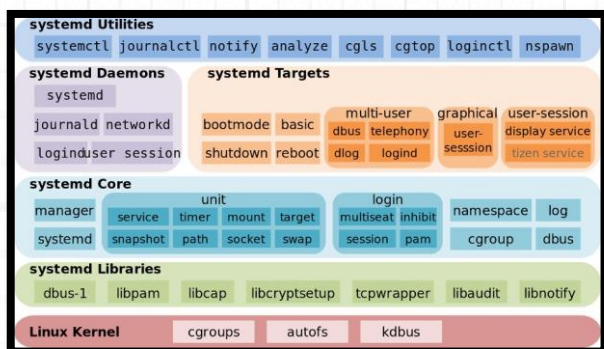 systemd Utilities
systemctl journalctl notify analyze cgls cgtop loginctl nspawn
systemd Daemons
systemd
journald networkd
logind user session
systemd Targets
bootmode basic
shutdown reboot
multi-user
dbus telephony
dlog logind
graphical
user-
sesssion
user-session
display service
tizen service
systemd Core
manager
systemd
unit
service timer mount target
snapshot path socket swap
login
multiseat inhibit
session pam
namespace log
cgroup dbus
systemd Libraries
dbus-1 libpam libcap libcryptsetup tcpwrapper libaudit libnotify
Linux Kernel cgroups autofs kdbus